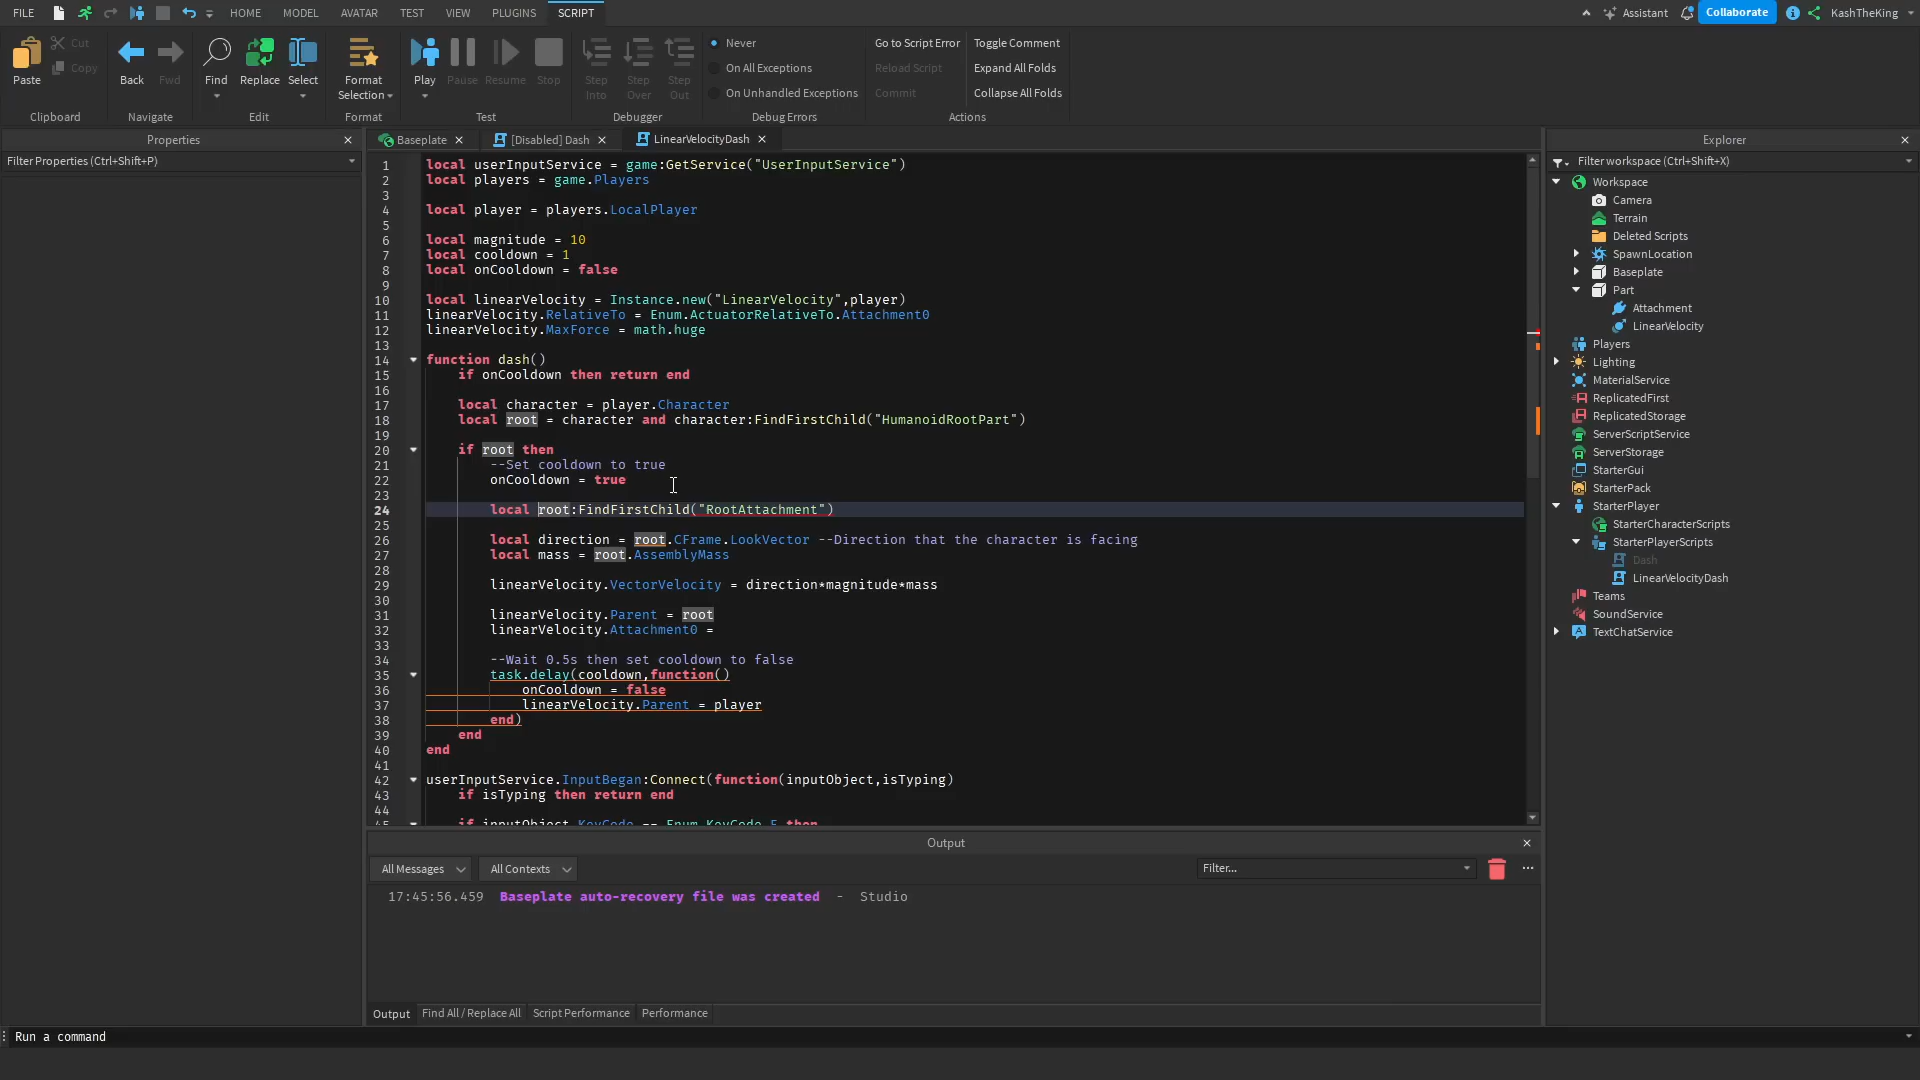 FILE HOME MODEL AVATAR TEST VIEW PLUGINS SCRIPT Assistant Collaborate KashTheKing
Paste Cut Copy
Clipboard
Back Fwd
Navigate
Find Replace Select
Edit
Format Selection
Format
Play Pause Resume Stop
Test
Step Into Step Over Step Out
Debugger
Never
On All Exceptions
On Unhandled Exceptions
Debug Errors
Go to Script Error Toggle Comment
Reload Script Expand All Folds
Commit Collapse All Folds
Actions
Properties
Filter Properties (Ctrl+Shift+P)
Baseplate [Disabled] Dash LinearVelocityDash
1 local userInputService = game:GetService("UserInputService")
2 local players = game.Players
3
4 local player = players.LocalPlayer
5
6 local magnitude = 10
7 local cooldown = 1
8 local onCooldown = false
9
10 local linearVelocity = Instance.new("LinearVelocity",player)
11 linearVelocity.RelativeTo = Enum.ActuatorRelativeTo.Attachment0
12 linearVelocity.MaxForce = math.huge
13
14 function dash()
15 if onCooldown then return end
16
17 local character = player.Character
18 local root = character and character:FindFirstChild("HumanoidRootPart")
19
20 if root then
21 --Set cooldown to true
22 onCooldown = true
23
24 local root:FindFirstChild("RootAttachment")
25
26 local direction = root.CFrame.LookVector --Direction that the character is facing
27 local mass = root.AssemblyMass
28
29 linearVelocity.VectorVelocity = direction*magnitude*mass
30
31 linearVelocity.Parent = root
32 linearVelocity.Attachment0 =
33
34 --Wait 0.5s then set cooldown to false
35 task.delay(cooldown,function()
36 onCooldown = false
37 linearVelocity.Parent = player
38 end)
39 end
40 end
41
42 userInputService.InputBegan:Connect(function(inputObject,isTyping)
43 if isTyping then return end
44
Output
All Messages All Contexts Filter...
17:45:56.459 Baseplate auto-recovery file was created - Studio
Output Find All / Replace All Script Performance Performance
Run a command
Explorer
Filter workspace (Ctrl+Shift+X)
Workspace
Camera
Terrain
Deleted Scripts
SpawnLocation
Baseplate
Part
Attachment
LinearVelocity
Players
Lighting
MaterialService
ReplicatedFirst
ReplicatedStorage
ServerScriptService
ServerStorage
StarterGui
StarterPack
StarterPlayer
StarterCharacterScripts
StarterPlayerScripts
Dash
LinearVelocityDash
Teams
SoundService
TextChatService